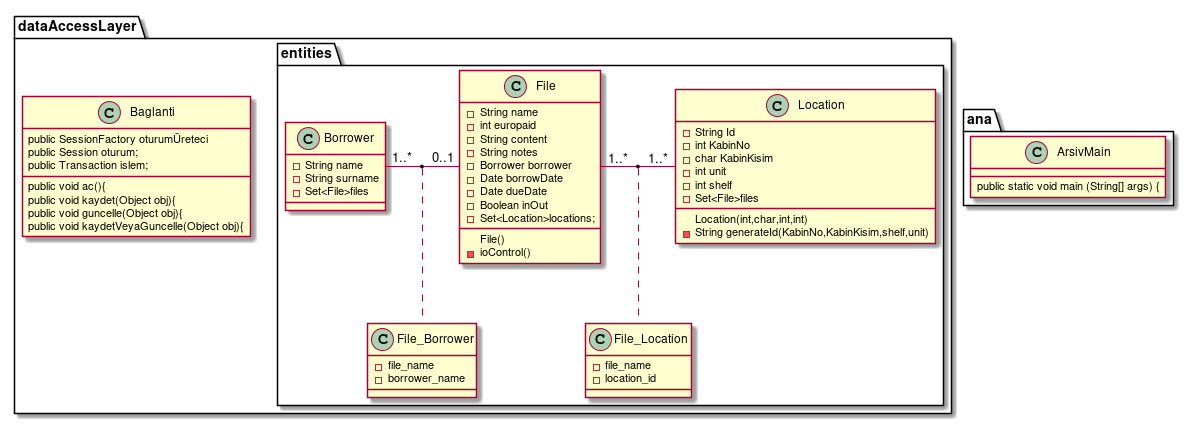 dataAccessLayer
entities
ana
C Baglanti
public SessionFactory oturumÜreteci
public Session oturum;
public Transaction islem;
public void ac(){
public void kaydet(Object obj){
public void guncelle(Object obj){
public void kaydetVeyaGuncelle(Object obj){
C Borrower
String name
String surname
Set<File>files
1..*
0..1
C File
String name
int europaid
String content
String notes
Borrower borrower
Date borrowDate
Date dueDate
Boolean inOut
Set<Location>locations;
File()
ioControl()
1..*
1..*
C Location
String Id
int KabinNo
char KabinKisim
int unit
int shelf
Set<File>files
Location(int,char,int,int)
String generateId(KabinNo,KabinKisim,shelf,unit)
C ArsivMain
public static void main (String[] args) {
C File_Borrower
file_name
borrower_name
C File_Location
file_name
location_id